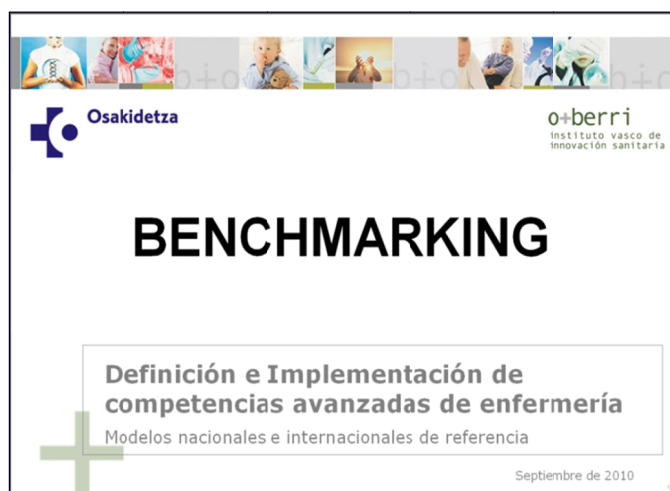 Osakidetza
o+berri
instituto vasco de
innovación sanitaria
BENCHMARKING
Definición e Implementación de
competencias avanzadas de enfermería
Modelos nacionales e internacionales de referencia
Septiembre de 2010